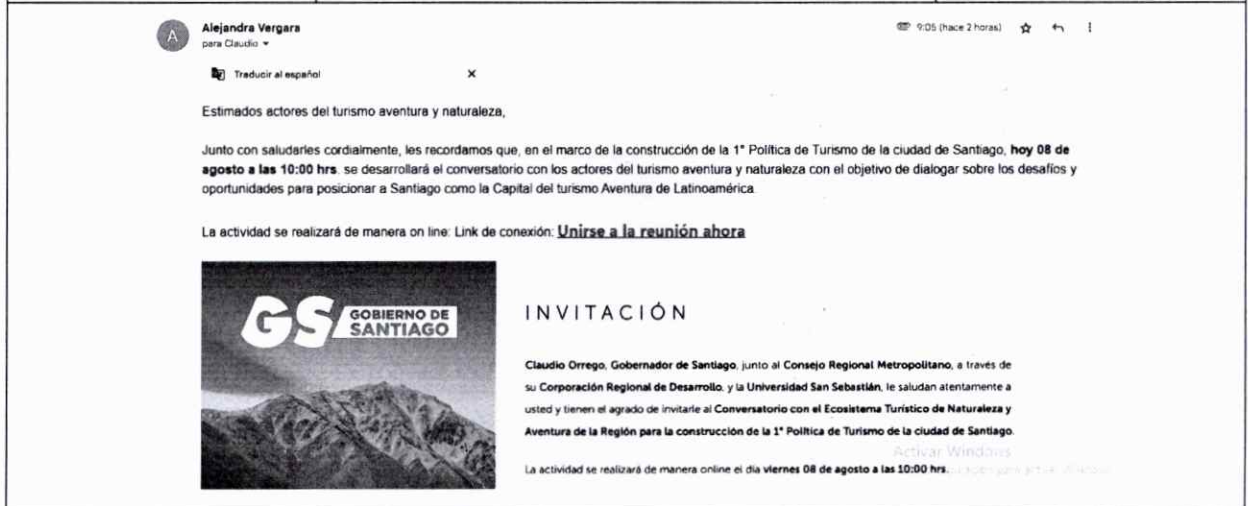 A
Alejandra Vergara
para Claudio
9:05 (hace 2 horas)
Traducir al español
Estimados actores del turismo aventura y naturaleza,
Junto con saludarles cordialmente, les recordamos que, en el marco de la construcción de la 1° Política de Turismo de la ciudad de Santiago, hoy 08 de
agosto a las 10:00 hrs. se desarrollará el conversatorio con los actores del turismo aventura y naturaleza con el objetivo de dialogar sobre los desafíos y
oportunidades para posicionar a Santiago como la Capital del turismo Aventura de Latinoamérica
La actividad se realizará de manera on line: Link de conexión: Unirse a la reunión ahora
GS GOBIERNO DE
SANTIAGO
INVITACIÓN
Claudio Orrego, Gobernador de Santiago, junto al Consejo Regional Metropolitano, a través de
su Corporación Regional de Desarrollo, y la Universidad San Sebastián, le saludan atentamente a
usted y tienen el agrado de invitarle al Conversatorio con el Ecosistema Turístico de Naturaleza y
Aventura de la Región para la construcción de la 1° Política de Turismo de la ciudad de Santiago.
Activar Windows
La actividad se realizará de manera online el día viernes 08 de agosto a las 10:00 hrs.